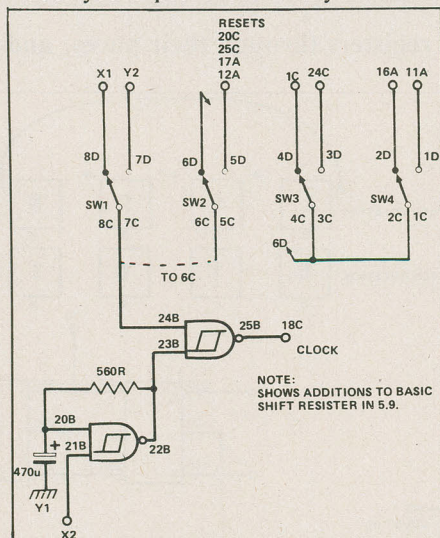 RESETS
20C
25C
17A
12A
X1 Y2
1C 24C
16A 11A
8D 7D
6D 5D
4D 3D
2D 1D
SW1
SW2
SW3
SW4
8C 7C
6C 5C
4C 3C
2C 1C
6D
TO 6C
24B
23B
25B
18C
CLOCK
560R
NOTE:
SHOWS ADDITIONS TO BASIC
SHIFT RESISTER IN 5.9.
20B
21B
22B
+
470u
Y1
X2